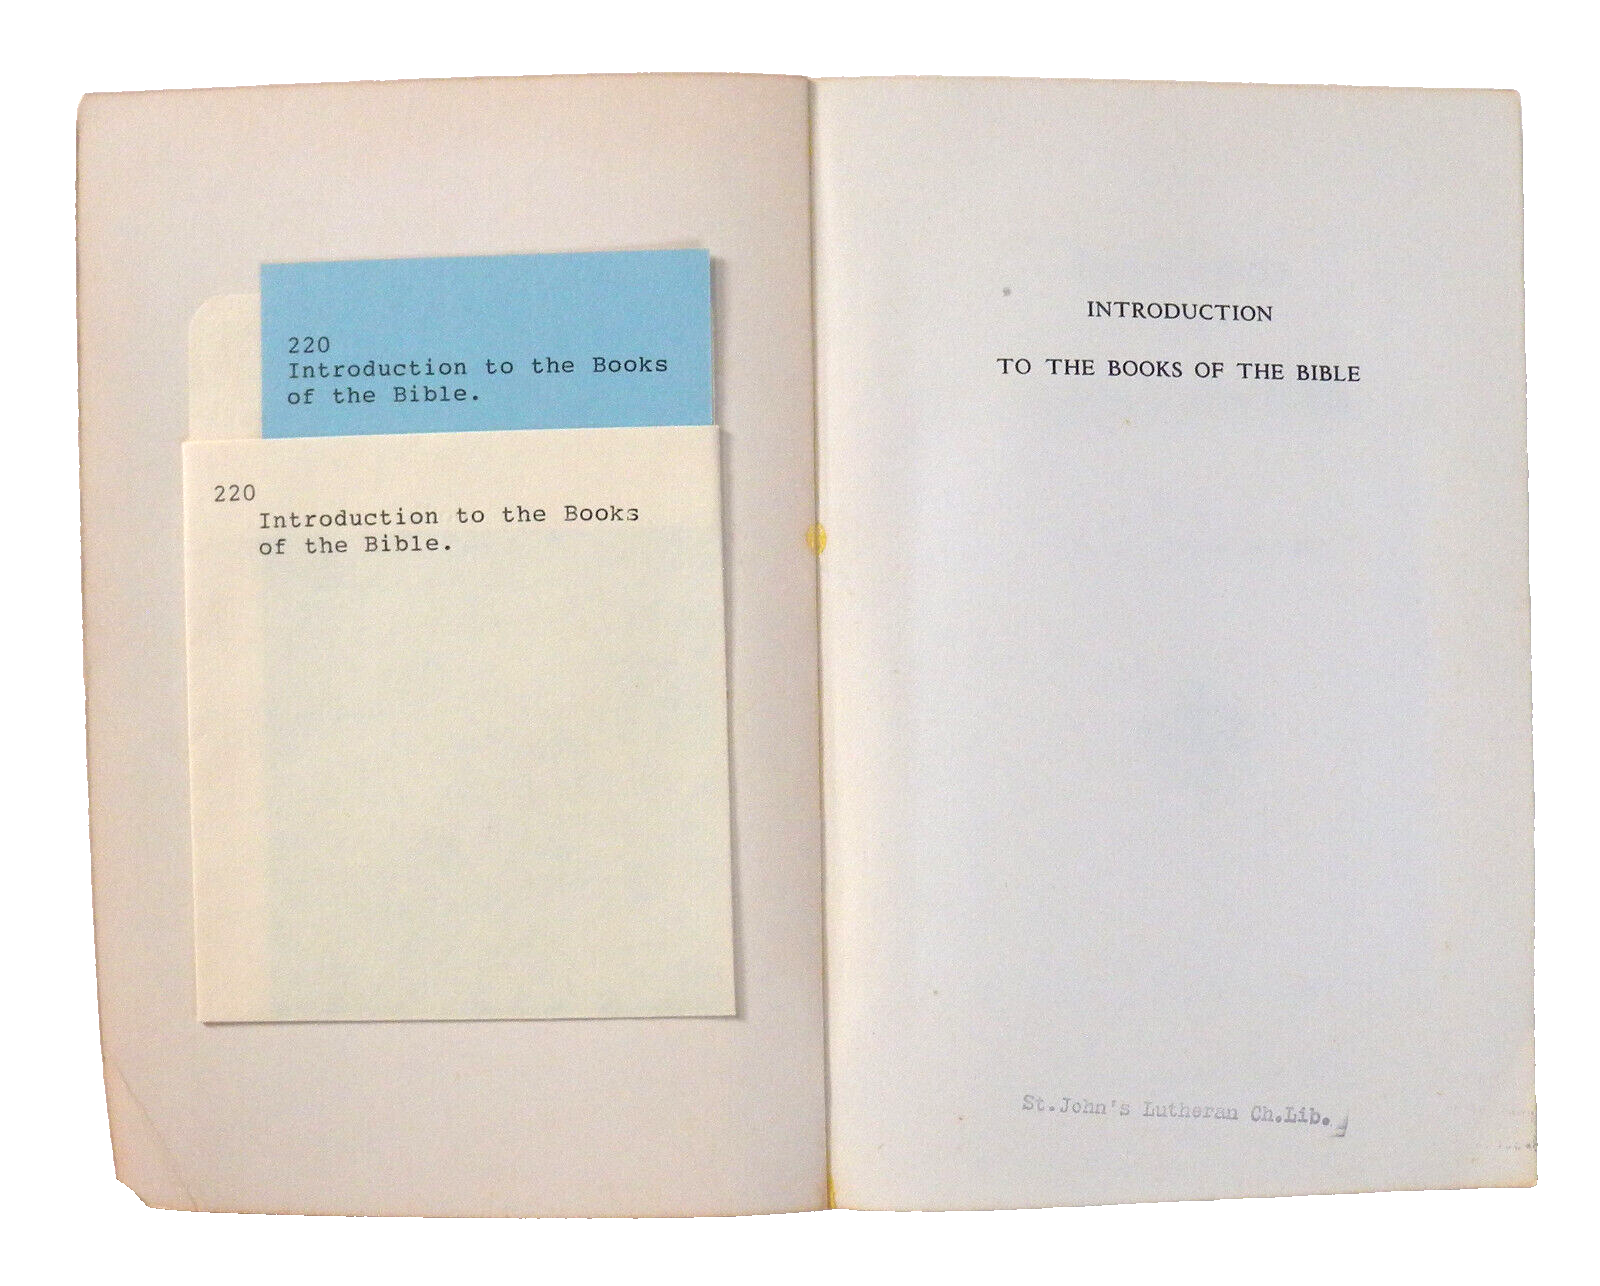 220
Introduction to the Books
of the Bible.
220
Introduction to the Books
of the Bible.
INTRODUCTION
TO THE BOOKS OF THE BIBLE
St.John's Lutheran Ch.Lib.